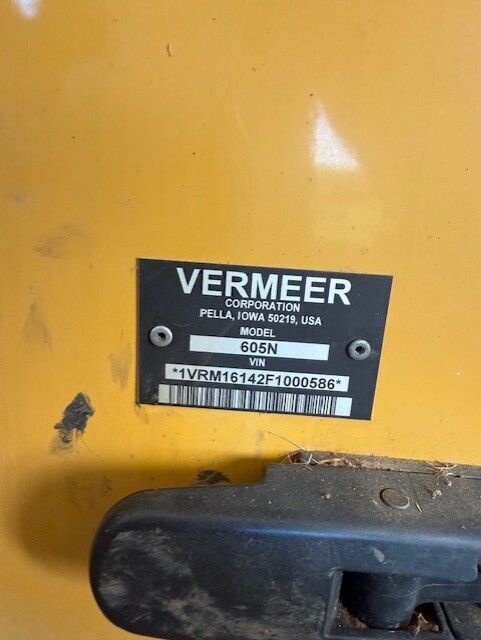 VERMEER
CORPORATION
PELLA, IOWA 50219, USA
MODEL
605N
VIN
*1VRM16142F1000586*